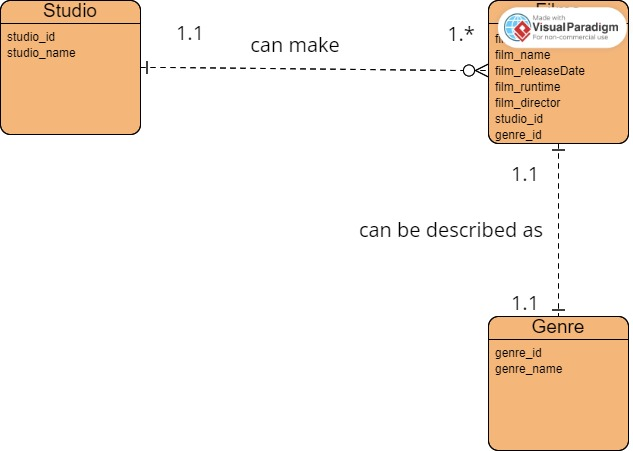 Studio
studio_id
studio_name
1.1
can make
1.*
Made with
Visual Paradigm
For non-commercial use
film_name
film_releaseDate
film_runtime
film_director
studio_id
genre_id
1.1
can be described as
1.1
Genre
genre_id
genre_name